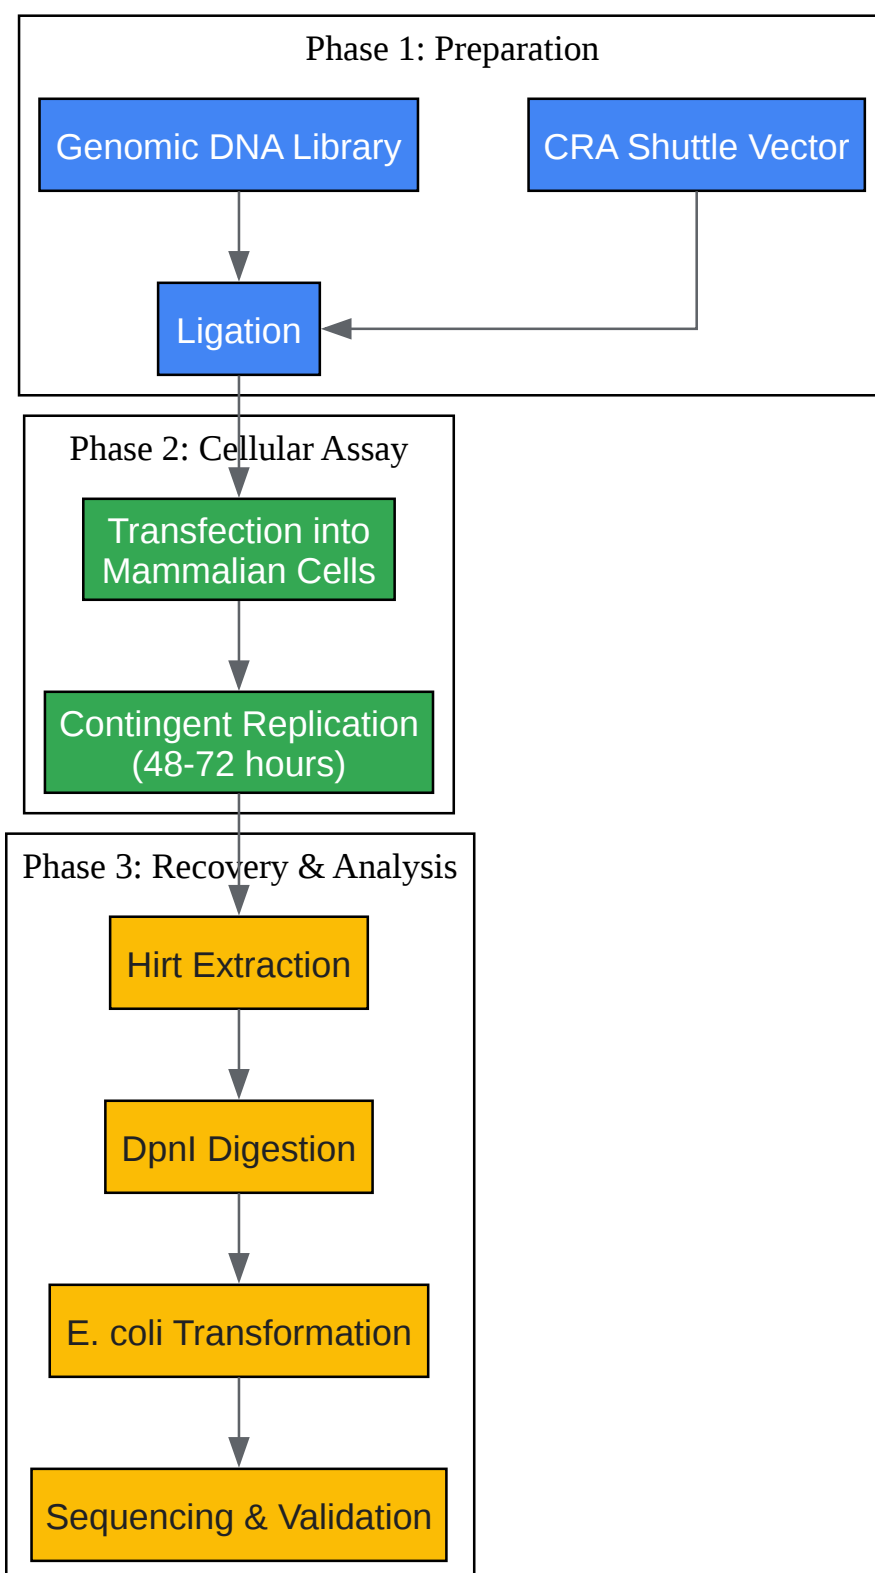 Phase 1: Preparation
Genomic DNA Library
CRA Shuttle Vector
Ligation
Phase 2: Cellular Assay
Transfection into
Mammalian Cells
Contingent Replication
(48-72 hours)
Phase 3: Recovery & Analysis
Hirt Extraction
DpnI Digestion
E. coli Transformation
Sequencing & Validation